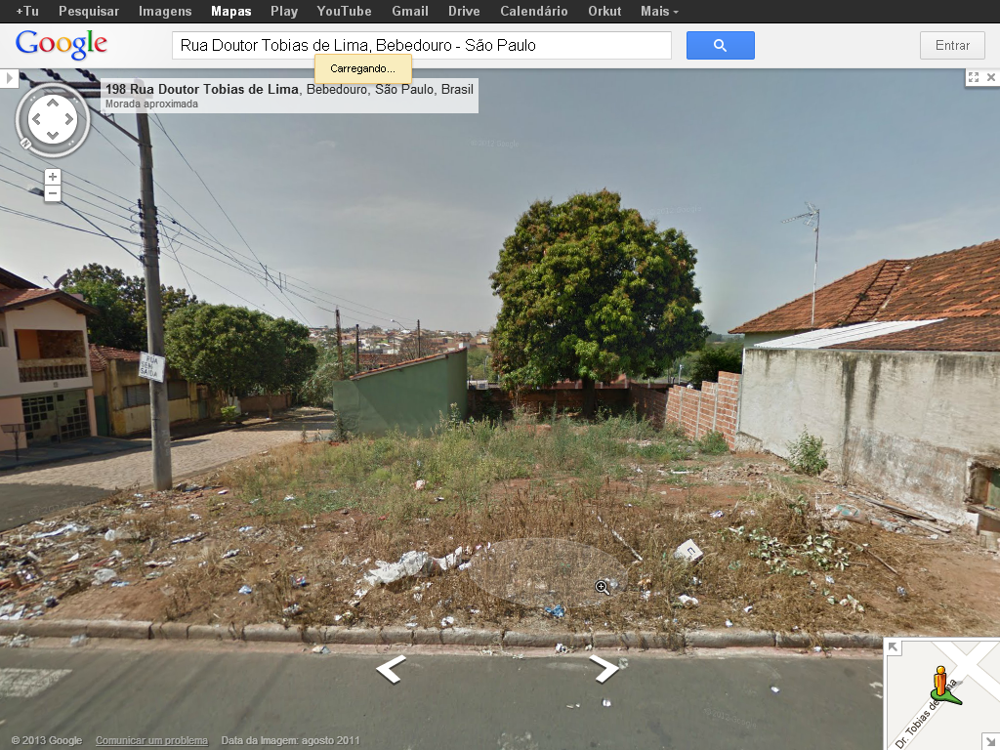 +Tu Pesquisar Imagens Mapas Play YouTube Gmail Drive Calendário Orkut Mais
Google
Rua Doutor Tobias de Lima, Bebedouro - São Paulo
Entrar
Carregando...
198 Rua Doutor Tobias de Lima, Bebedouro, São Paulo, Brasil
Morada aproximada
N
© 2012 Google
RUA
SEM
SAÍDA
Dr. Tobias de
© 2013 Google Comunicar um problema Data da Imagem: agosto 2011